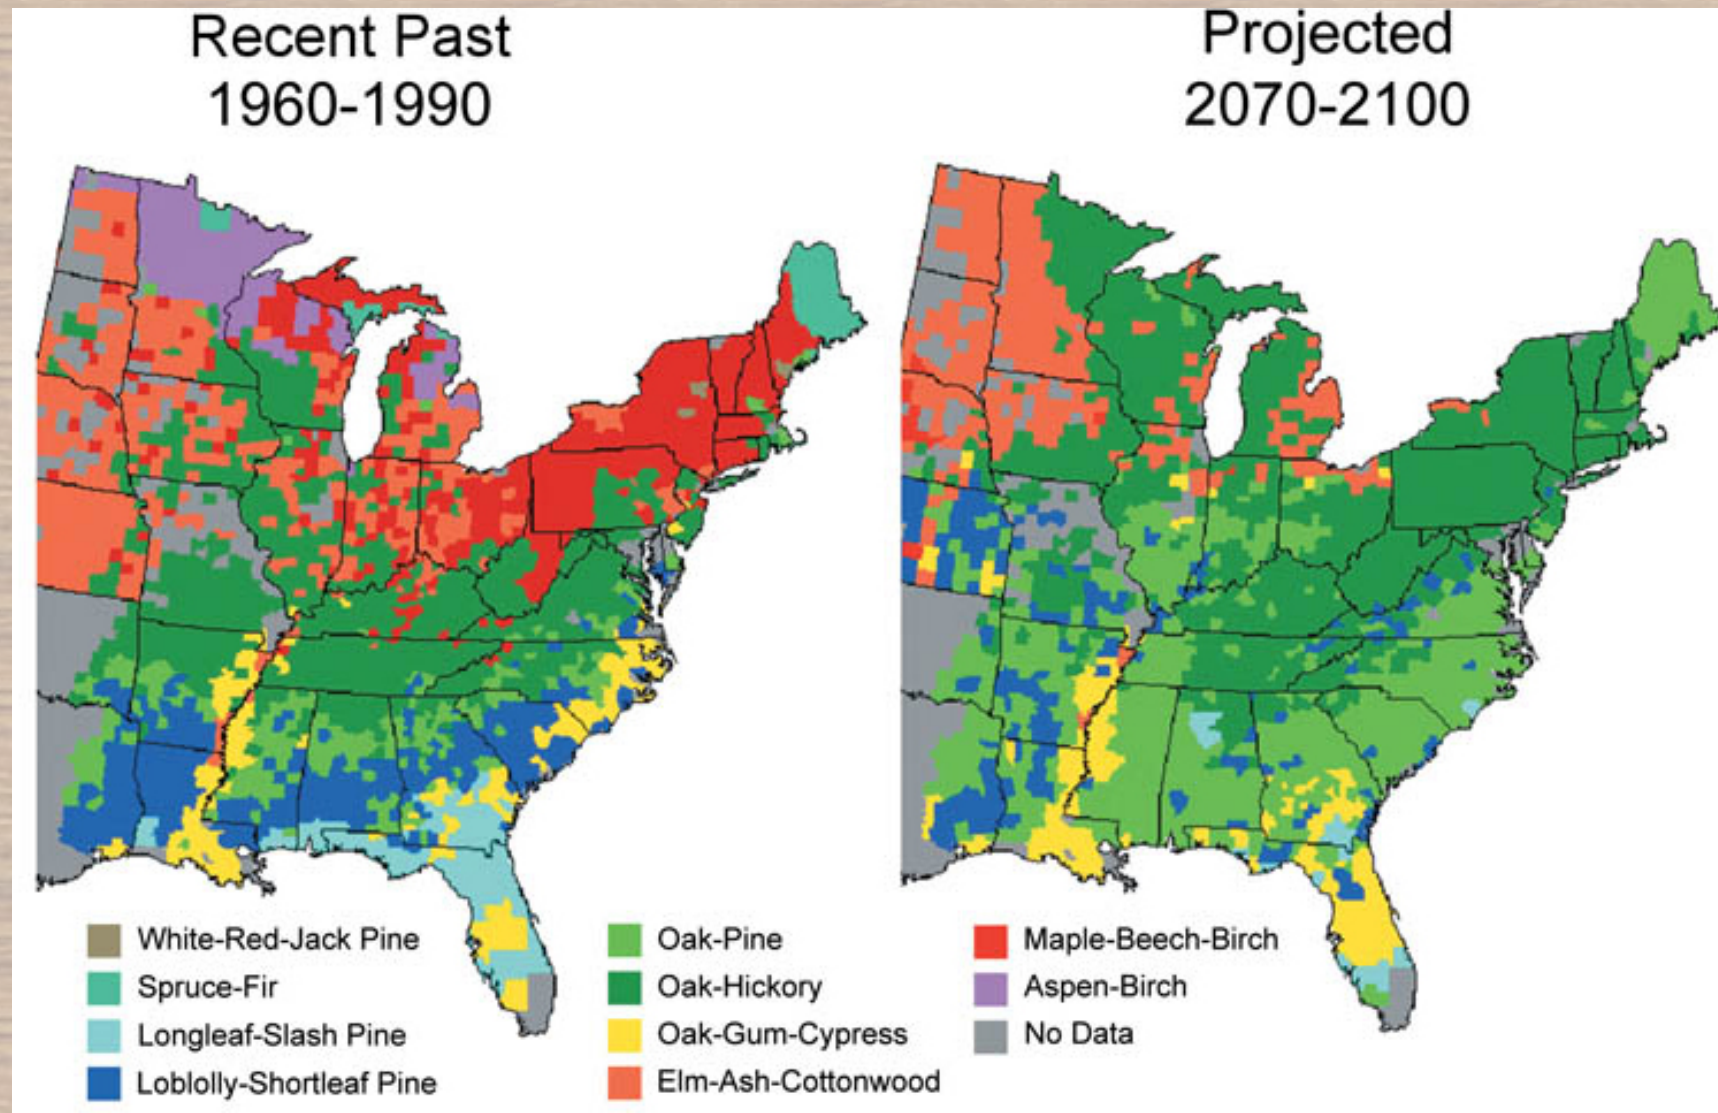 Recent Past
1960-1990
Projected
2070-2100
White-Red-Jack Pine
Spruce-Fir
Longleaf-Slash Pine
Loblolly-Shortleaf Pine
Oak-Pine
Oak-Hickory
Oak-Gum-Cypress
Elm-Ash-Cottonwood
Maple-Beech-Birch
Aspen-Birch
No Data